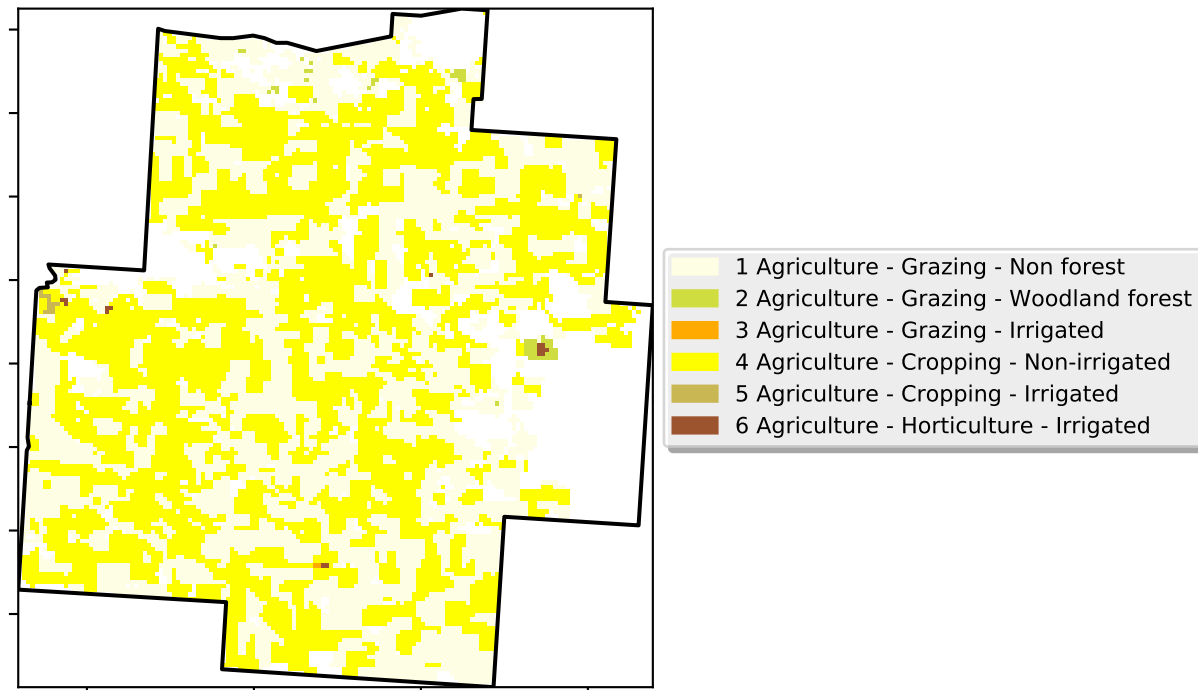 1 Agriculture - Grazing - Non forest
2 Agriculture - Grazing - Woodland forest
3 Agriculture - Grazing - Irrigated
4 Agriculture - Cropping - Non-irrigated
5 Agriculture - Cropping - Irrigated
6 Agriculture - Horticulture - Irrigated